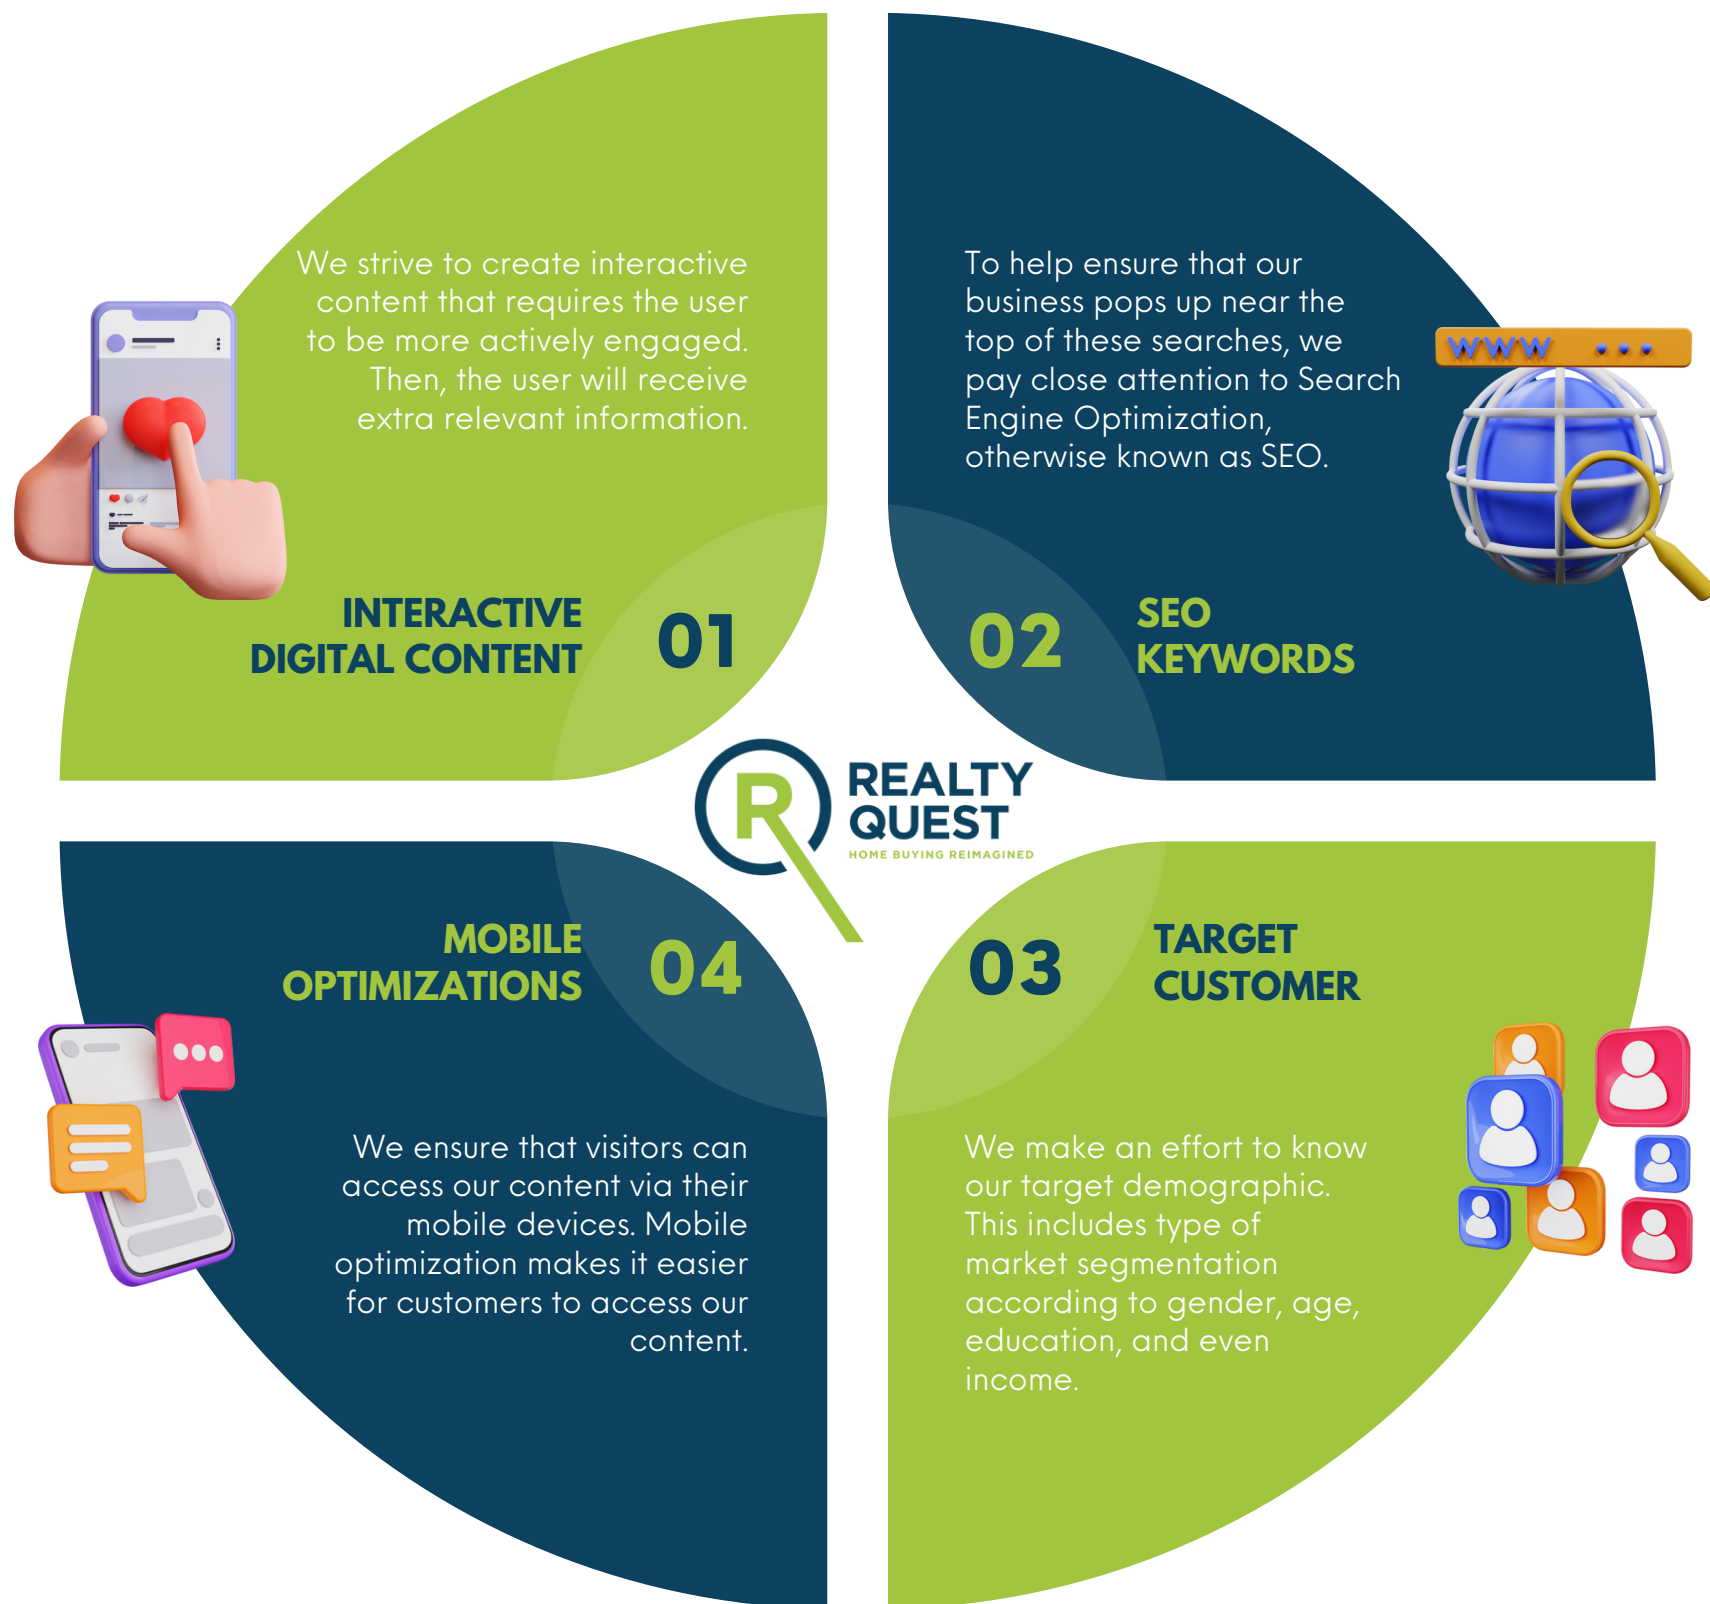 We strive to create interactive
content that requires the user
to be more actively engaged.
Then, the user will receive
extra relevant information.
INTERACTIVE
DIGITAL CONTENT
01
To help ensure that our
business pops up near the
top of these searches, we
pay close attention to Search
Engine Optimization,
otherwise known as SEO.
WWW
02
SEO
KEYWORDS
R
REALTY
QUEST
HOME BUYING REIMAGINED
03
TARGET
CUSTOMER
We make an effort to know
our target demographic.
This includes type of
market segmentation
according to gender, age,
education, and even
income.
MOBILE
OPTIMIZATIONS
04
We ensure that visitors can
access our content via their
mobile devices. Mobile
optimization makes it easier
for customers to access our
content.